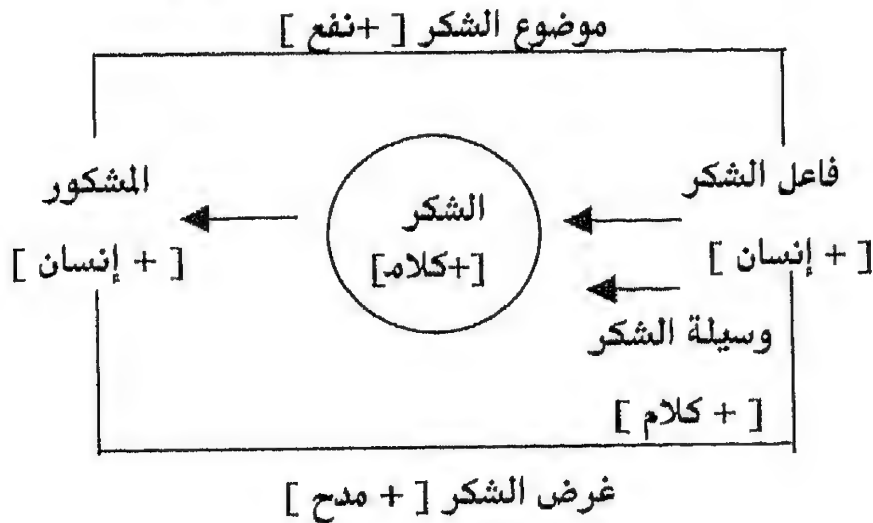 موضوع الشكر [ +نفع ]
فاعل الشكر
[ + إنسان ]
وسيلة الشكر
[ + كلام ]
الشكر
[+كلام]
المشكور
[ + إنسان ]
غرض الشكر [ + مدح ]